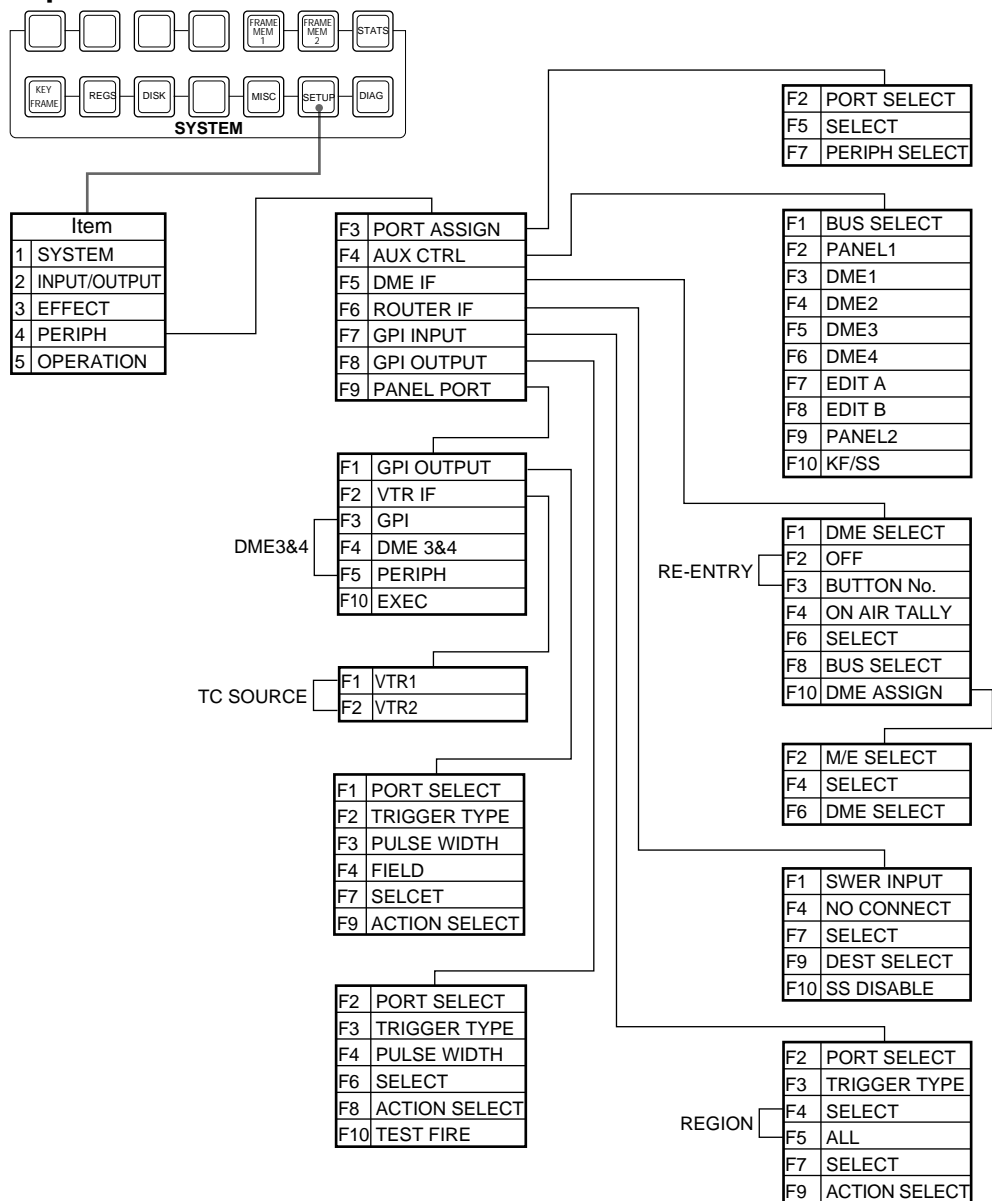 FRAME
MEM
1
FRAME
MEM
2
STATS
KEY
FRAME
REGS
DISK
MISC
SETUP
DIAG
SYSTEM
Item
1 SYSTEM
2 INPUT/OUTPUT
3 EFFECT
4 PERIPH
5 OPERATION
F3 PORT ASSIGN
F4 AUX CTRL
F5 DME IF
F6 ROUTER IF
F7 GPI INPUT
F8 GPI OUTPUT
F9 PANEL PORT
DME3&4
F1 GPI OUTPUT
F2 VTR IF
F3 GPI
F4 DME 3&4
F5 PERIPH
F10 EXEC
TC SOURCE
F1 VTR1
F2 VTR2
F1 PORT SELECT
F2 TRIGGER TYPE
F3 PULSE WIDTH
F4 FIELD
F7 SELCET
F9 ACTION SELECT
F2 PORT SELECT
F3 TRIGGER TYPE
F4 PULSE WIDTH
F6 SELECT
F8 ACTION SELECT
F10 TEST FIRE
F2 PORT SELECT
F5 SELECT
F7 PERIPH SELECT
F1 BUS SELECT
F2 PANEL1
F3 DME1
F4 DME2
F5 DME3
F6 DME4
F7 EDIT A
F8 EDIT B
F9 PANEL2
F10 KF/SS
RE-ENTRY
F1 DME SELECT
F2 OFF
F3 BUTTON No.
F4 ON AIR TALLY
F6 SELECT
F8 BUS SELECT
F10 DME ASSIGN
F2 M/E SELECT
F4 SELECT
F6 DME SELECT
F1 SWER INPUT
F4 NO CONNECT
F7 SELECT
F9 DEST SELECT
F10 SS DISABLE
REGION
F2 PORT SELECT
F3 TRIGGER TYPE
F4 SELECT
F5 ALL
F7 SELECT
F9 ACTION SELECT